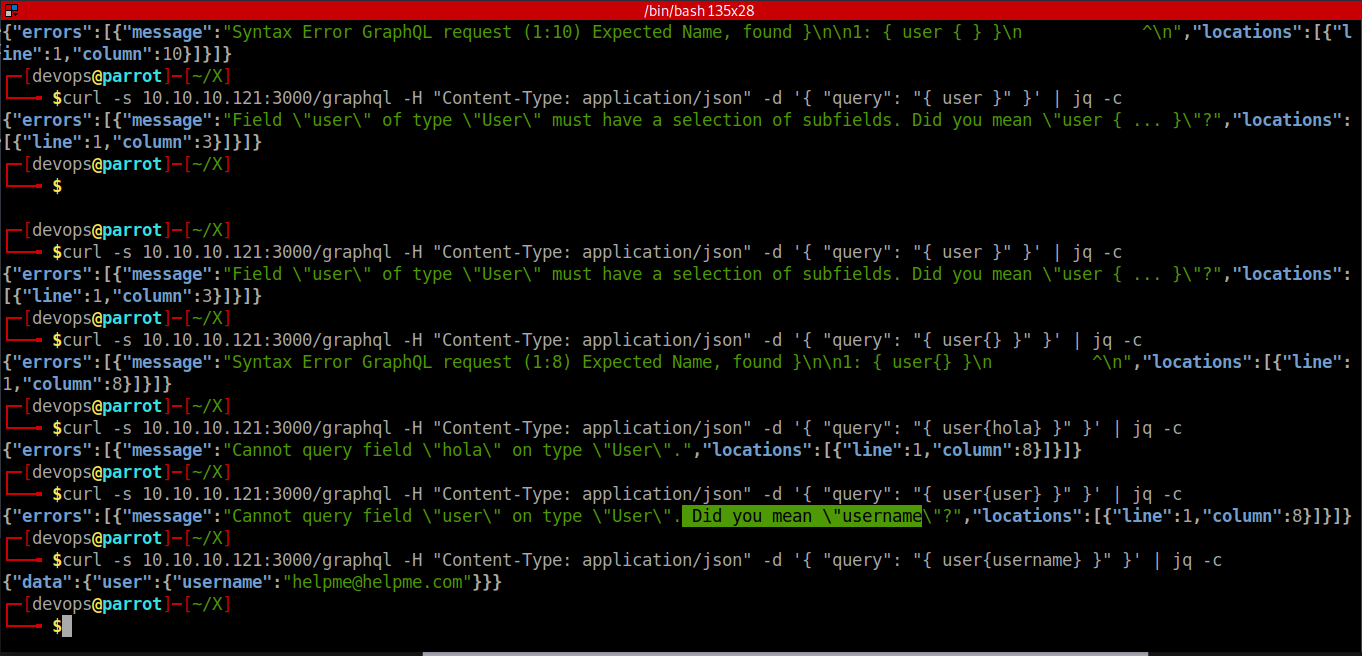 /bin/bash 135x28
{"errors":[{"message":"Syntax Error GraphQL request (1:10) Expected Name, found }\n\n1: { user { } }\n            ^\n","locations":[{"l
ine":1,"column":10}]}]}
┌─[devops@parrot]─[~/X]
└──╼ $curl -s 10.10.10.121:3000/graphql -H "Content-Type: application/json" -d '{ "query": "{ user }" }' | jq -c
{"errors":[{"message":"Field \"user\" of type \"User\" must have a selection of subfields. Did you mean \"user { ... }\"?","locations":
[{"line":1,"column":3}]}]}
┌─[devops@parrot]─[~/X]
└──╼ $
┌─[devops@parrot]─[~/X]
└──╼ $curl -s 10.10.10.121:3000/graphql -H "Content-Type: application/json" -d '{ "query": "{ user }" }' | jq -c
{"errors":[{"message":"Field \"user\" of type \"User\" must have a selection of subfields. Did you mean \"user { ... }\"?","locations":
[{"line":1,"column":3}]}]}
┌─[devops@parrot]─[~/X]
└──╼ $curl -s 10.10.10.121:3000/graphql -H "Content-Type: application/json" -d '{ "query": "{ user{} }" }' | jq -c
{"errors":[{"message":"Syntax Error GraphQL request (1:8) Expected Name, found }\n\n1: { user{} }\n          ^\n","locations":[{"line":
1,"column":8}]}]}
┌─[devops@parrot]─[~/X]
└──╼ $curl -s 10.10.10.121:3000/graphql -H "Content-Type: application/json" -d '{ "query": "{ user{hola} }" }' | jq -c
{"errors":[{"message":"Cannot query field \"hola\" on type \"User\".","locations":[{"line":1,"column":8}]}]}
┌─[devops@parrot]─[~/X]
└──╼ $curl -s 10.10.10.121:3000/graphql -H "Content-Type: application/json" -d '{ "query": "{ user{user} }" }' | jq -c
{"errors":[{"message":"Cannot query field \"user\" on type \"User\". Did you mean \"username\"?","locations":[{"line":1,"column":8}]}]}
┌─[devops@parrot]─[~/X]
└──╼ $curl -s 10.10.10.121:3000/graphql -H "Content-Type: application/json" -d '{ "query": "{ user{username} }" }' | jq -c
{"data":{"user":{"username":"helpme@helpme.com"}}}
┌─[devops@parrot]─[~/X]
└──╼ $